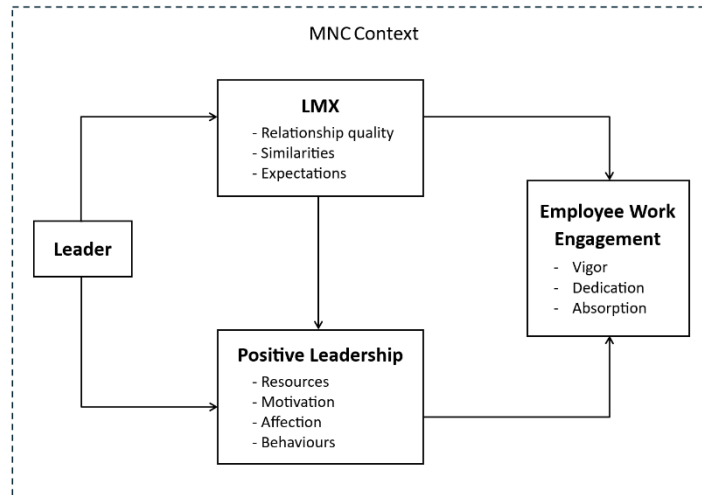 MNC Context
LMX
- Relationship quality
- Similarities
- Expectations
Leader
Employee Work
Engagement
- Vigor
- Dedication
- Absorption
Positive Leadership
- Resources
- Motivation
- Affection
- Behaviours